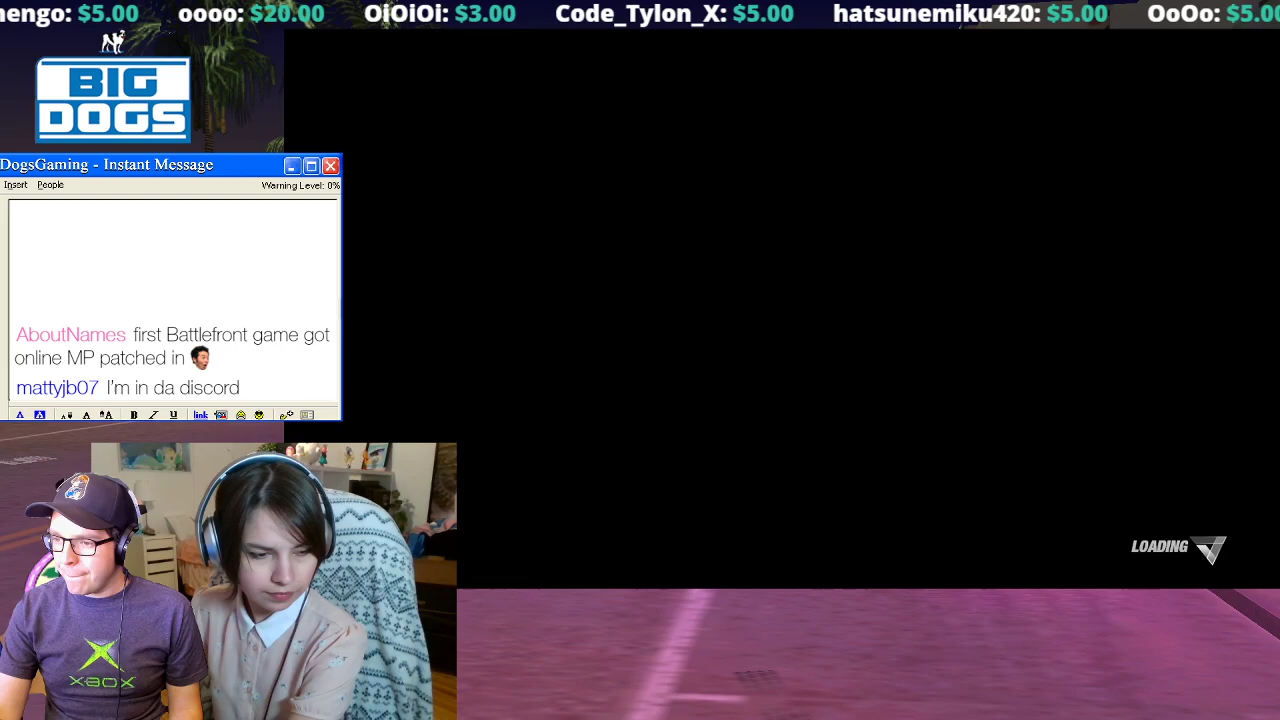 nengo: $5.00 oooo: $20.00 OiOiOi: $3.00 Code_Tylon_X: $5.00 hatsunemiku420: $5.00 OoOo: $5.00
BIG
DOGS
DogsGaming - Instant Message
Insert People Warning Level: 0%
AboutNames first Battlefront game got
online MP patched in
mattyjb07 I'm in da discord
A A A A A B I U link
LOADING
XBOX